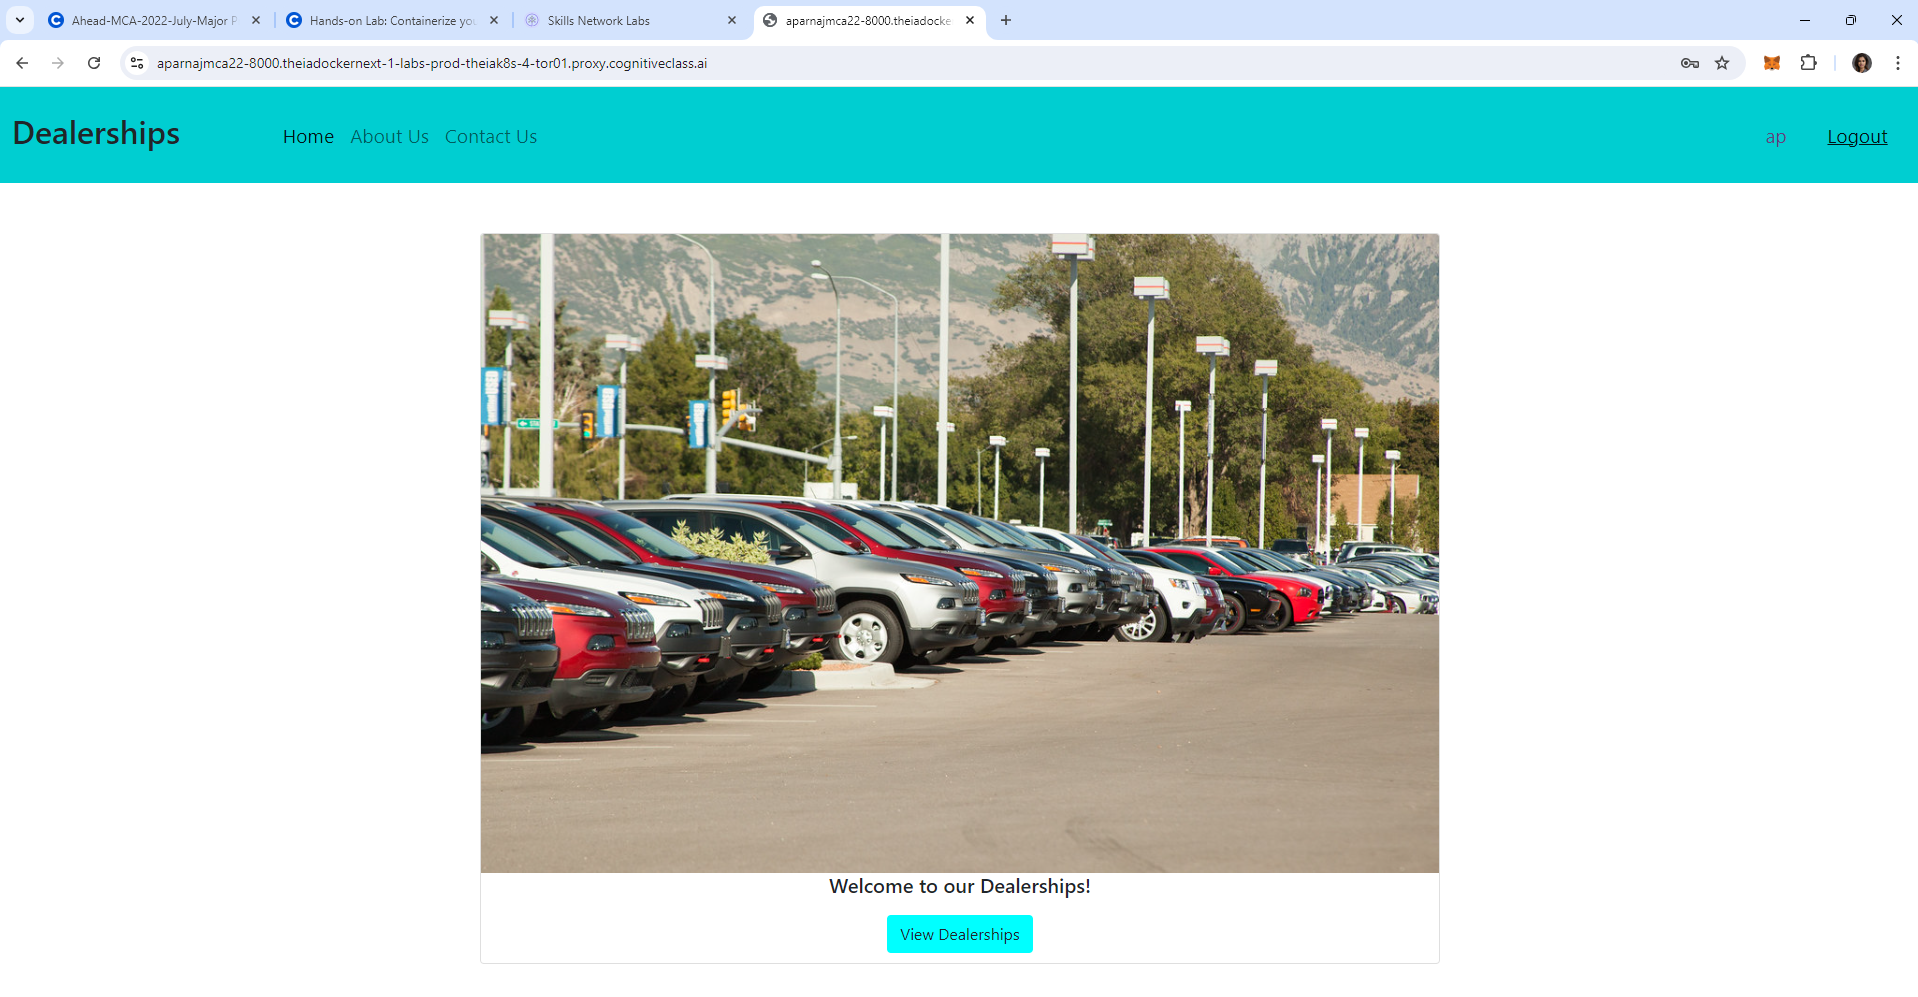 Ahead-MCA-2022-July-Major P
Hands-on Lab: Containerize you
Skills Network Labs
aparnajmca22-8000.theiadocke
aparnajmca22-8000.theiadockernext-1-labs-prod-theiak8s-4-tor01.proxy.cognitiveclass.ai
Dealerships
Home
About Us
Contact Us
ap
Logout
Welcome to our Dealerships!
View Dealerships